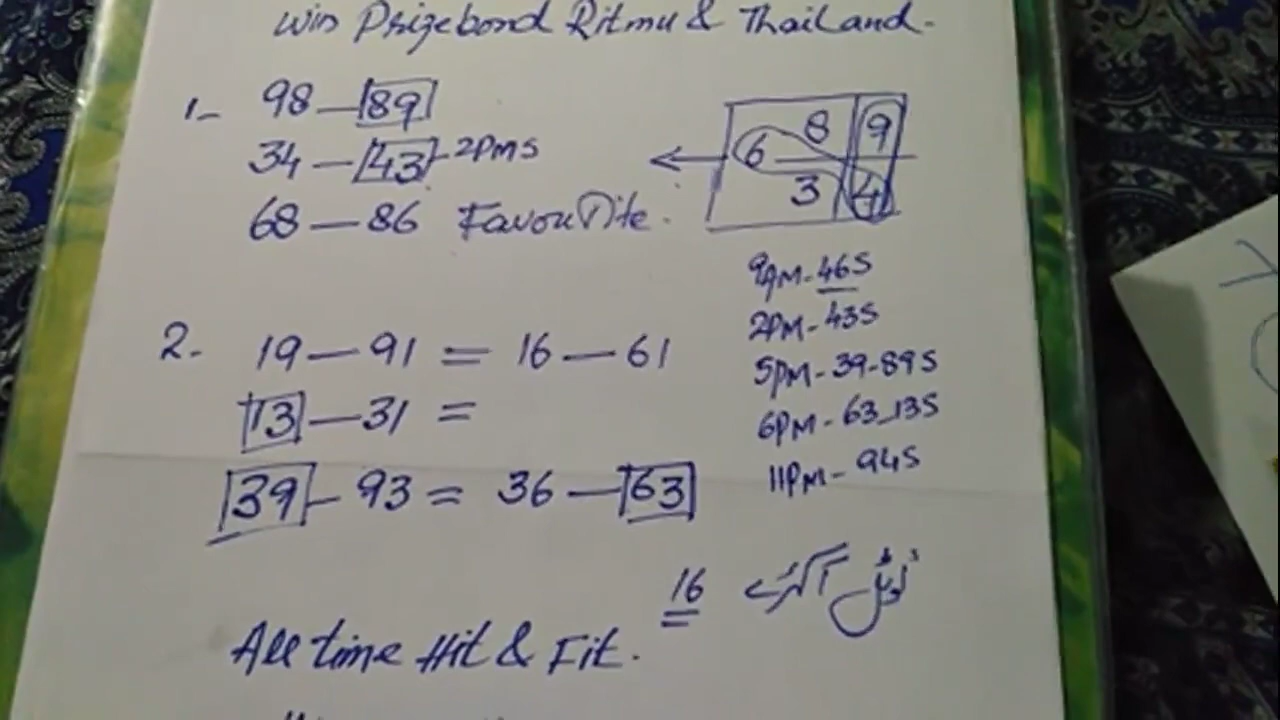 Win Prizebond Ritmu & Thailand.
1- 98 - 89
34 - 43 - 2PMS
68 - 86 Favourite.
8 9
6
3 4
9AM - 46S
2PM - 43S
5PM - 39-89S
6PM - 63-13S
11PM - 94S
2- 19 - 91 = 16 - 61
13 - 31 =
39 - 93 = 36 - 63
16
All time Hit & Fit.